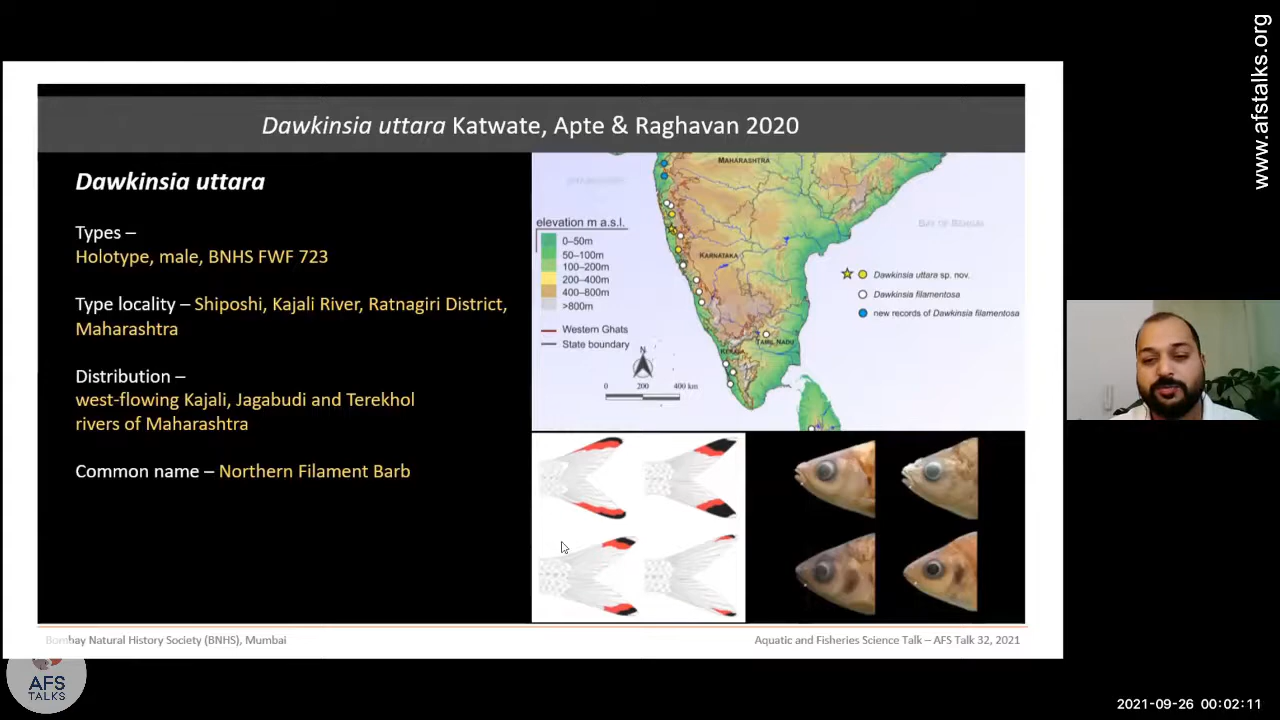 www.afstalks.org
Dawkinsia uttara Katwate, Apte & Raghavan 2020
Dawkinsia uttara
Types –
Holotype, male, BNHS FWF 723
Type locality – Shiposhi, Kajali River, Ratnagiri District,
Maharashtra
Distribution –
west-flowing Kajali, Jagabudi and Terekhol
rivers of Maharashtra
Common name – Northern Filament Barb
MAHARASHTRA
BAY OF BENGAL
KARNATAKA
TAMIL NADU
KERALA
elevation m a.s.l.
0–50m
50–100m
100–200m
200–400m
400–800m
>800m
Western Ghats
State boundary
N
0 200 400 km
Dawkinsia uttara sp. nov.
Dawkinsia filamentosa
new records of Dawkinsia filamentosa
Bombay Natural History Society (BNHS), Mumbai
Aquatic and Fisheries Science Talk – AFS Talk 32, 2021
AFS
TALKS
2021-09-26 00:02:11